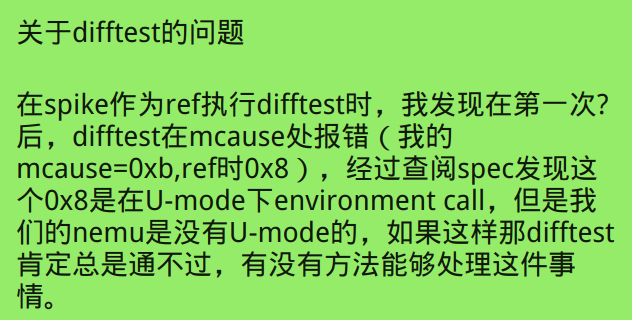 关于difftest的问题
在spike作为ref执行difftest时，我发现在第一次?
后，difftest在mcause处报错（我的
mcause=0xb,ref时0x8），经过查阅spec发现这
个0x8是在U-mode下environment call，但是我
们的nemu是没有U-mode的，如果这样那difftest
肯定总是通不过，有没有方法能够处理这件事
情。